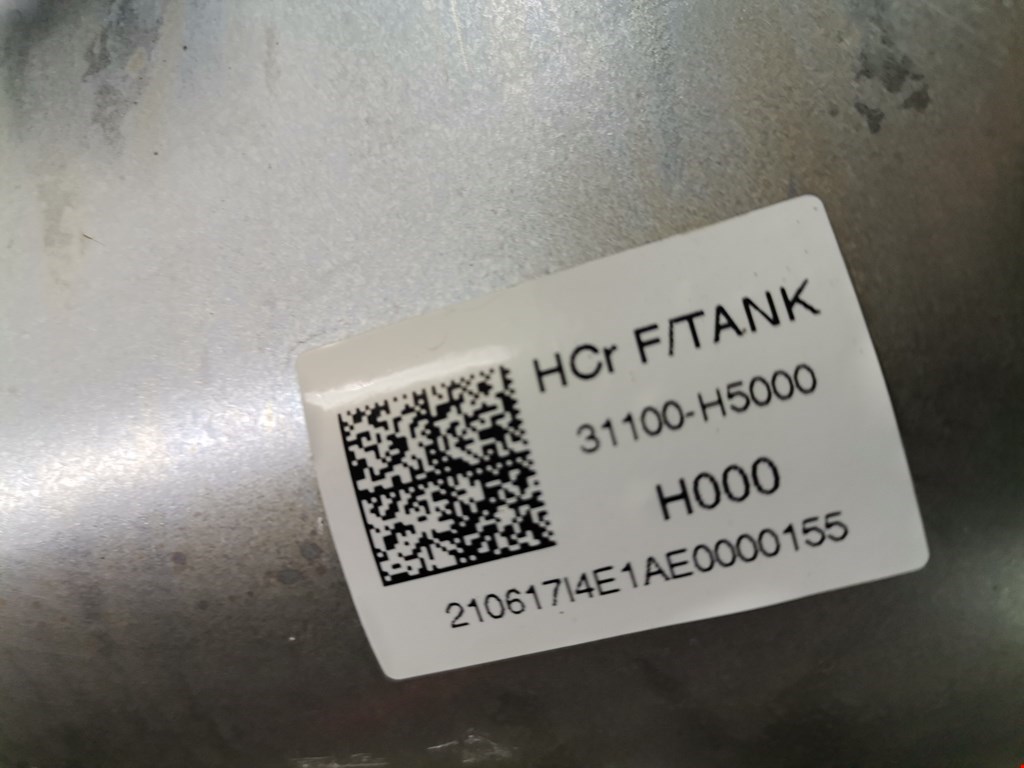 HCr F/TANK
31100-H5000
H000
210617I4E1AE0000155